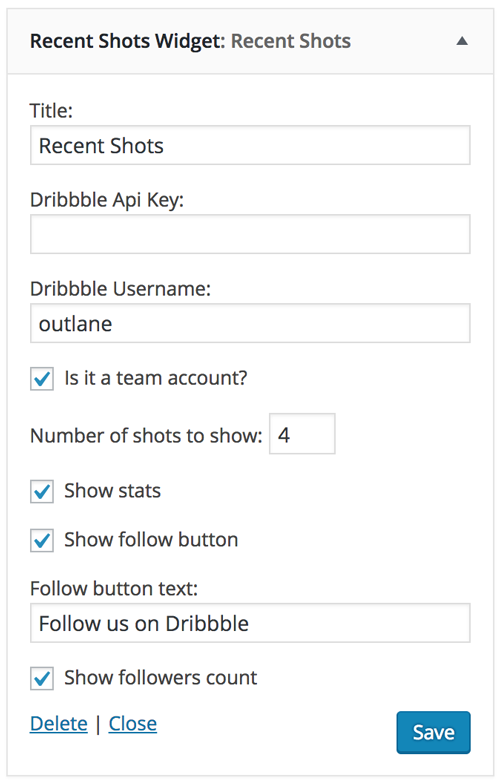 Recent Shots Widget: Recent Shots
Title:
Recent Shots
Dribbble Api Key:
Dribbble Username:
outlane
Is it a team account?
Number of shots to show: 4
Show stats
Show follow button
Follow button text:
Follow us on Dribbble
Show followers count
Delete | Close
Save